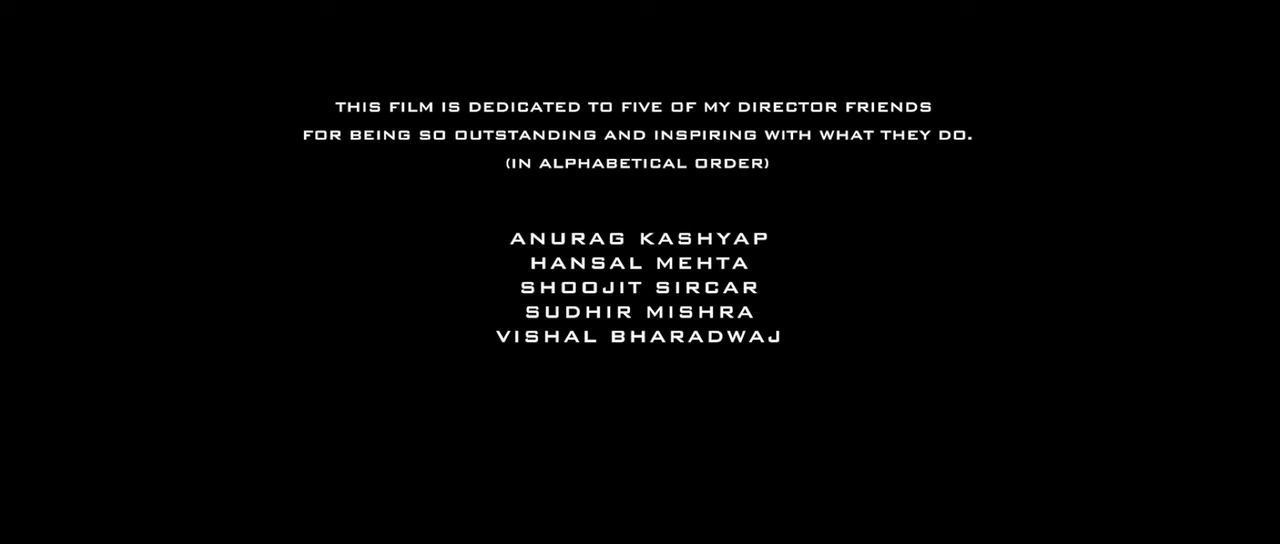 THIS FILM IS DEDICATED TO FIVE OF MY DIRECTOR FRIENDS
FOR BEING SO OUTSTANDING AND INSPIRING WITH WHAT THEY DO.
(IN ALPHABETICAL ORDER)
ANURAG KASHYAP
HANSAL MEHTA
SHOOJIT SIRCAR
SUDHIR MISHRA
VISHAL BHARADWAJ